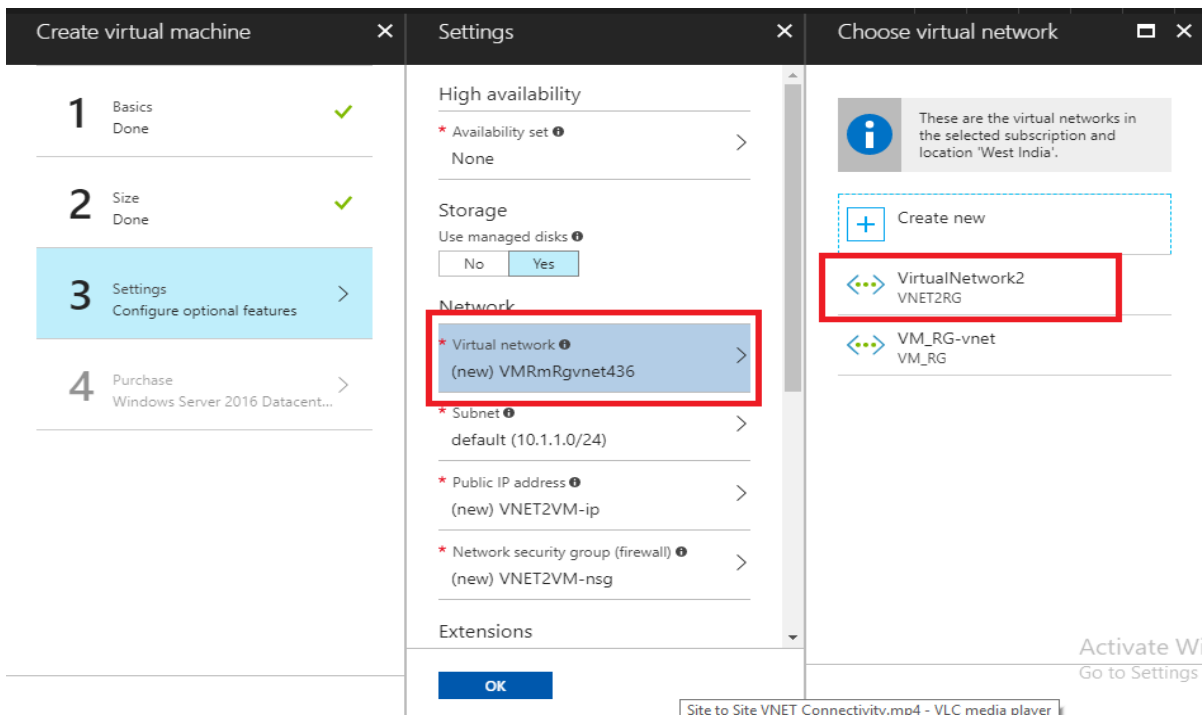 Create virtual machine
1
Basics
Done
2
Size
Done
3
Settings
Configure optional features
4
Purchase
Windows Server 2016 Datacent...
Settings
High availability
* Availability set
None
Storage
Use managed disks
No Yes
Network
* Virtual network
(new) VMRmRgvnet436
* Subnet
default (10.1.1.0/24)
* Public IP address
(new) VNET2VM-ip
* Network security group (firewall)
(new) VNET2VM-nsg
Extensions
OK
Choose virtual network
These are the virtual networks in
the selected subscription and
location 'West India'.
Create new
VirtualNetwork2
VNET2RG
VM_RG-vnet
VM_RG
Activate Wi
Go to Settings
Site to Site VNET Connectivity.mp4 - VLC media player